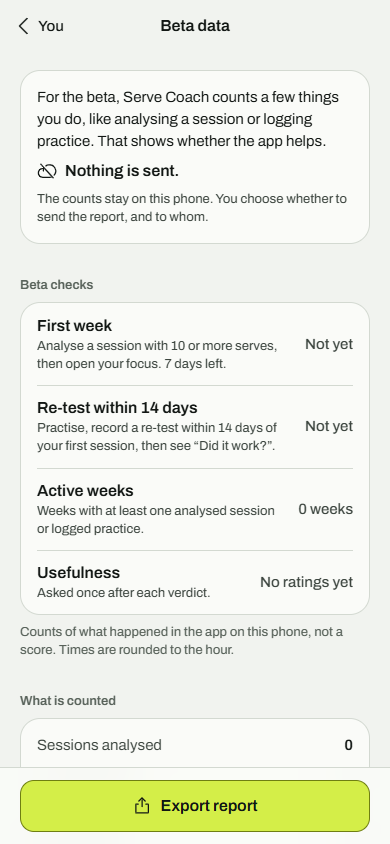 You
Beta data
For the beta, Serve Coach counts a few things
you do, like analysing a session or logging
practice. That shows whether the app helps.
Nothing is sent.
The counts stay on this phone. You choose whether to
send the report, and to whom.
Beta checks
First week
Analyse a session with 10 or more serves,
then open your focus. 7 days left.
Not yet
Re-test within 14 days
Practise, record a re-test within 14 days of
your first session, then see “Did it work?”.
Not yet
Active weeks
Weeks with at least one analysed session
or logged practice.
0 weeks
Usefulness
Asked once after each verdict.
No ratings yet
Counts of what happened in the app on this phone, not a
score. Times are rounded to the hour.
What is counted
Sessions analysed
0
Export report